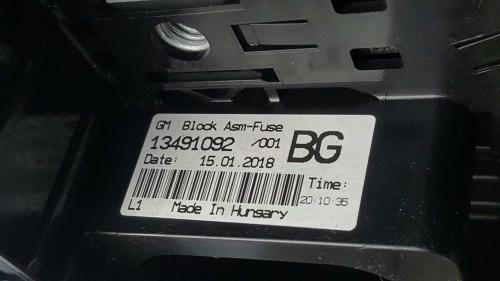 GM Block Asm-Fuse
13491092 /001 BG
Date: 15.01.2018
Time:
20:10:35
L1 Made In Hungary